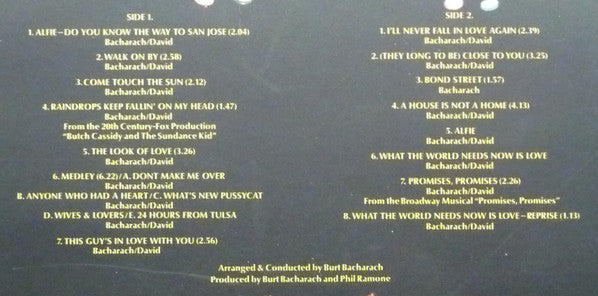 SIDE 1.
1. ALFIE–DO YOU KNOW THE WAY TO SAN JOSE (2.04)
Bacharach/David
2. WALK ON BY (2.58)
Bacharach/David
3. COME TOUCH THE SUN (2.12)
Bacharach/David
4. RAINDROPS KEEP FALLIN' ON MY HEAD (1.47)
Bacharach/David
From the 20th Century-Fox Production
"Butch Cassidy and The Sundance Kid"
5. THE LOOK OF LOVE (3.26)
Bacharach/David
6. MEDLEY (6.22)/A. DONT MAKE ME OVER
Bacharach/David
B. ANYONE WHO HAD A HEART/C. WHAT'S NEW PUSSYCAT
Bacharach/David
D. WIVES & LOVERS/E. 24 HOURS FROM TULSA
Bacharach/David
7. THIS GUY'S IN LOVE WITH YOU (2.56)
Bacharach/David
SIDE 2.
1. I'LL NEVER FALL IN LOVE AGAIN (2.39)
Bacharach/David
2. (THEY LONG TO BE) CLOSE TO YOU (3.25)
Bacharach/David
3. BOND STREET (1.57)
Bacharach
4. A HOUSE IS NOT A HOME (4.13)
Bacharach/David
5. ALFIE
Bacharach/David
6. WHAT THE WORLD NEEDS NOW IS LOVE
Bacharach/David
7. PROMISES, PROMISES (2.26)
Bacharach/David
From the Broadway Musical "Promises, Promises"
8. WHAT THE WORLD NEEDS NOW IS LOVE–REPRISE (1.13)
Bacharach/David
Arranged & Conducted by Burt Bacharach
Produced by Burt Bacharach and Phil Ramone